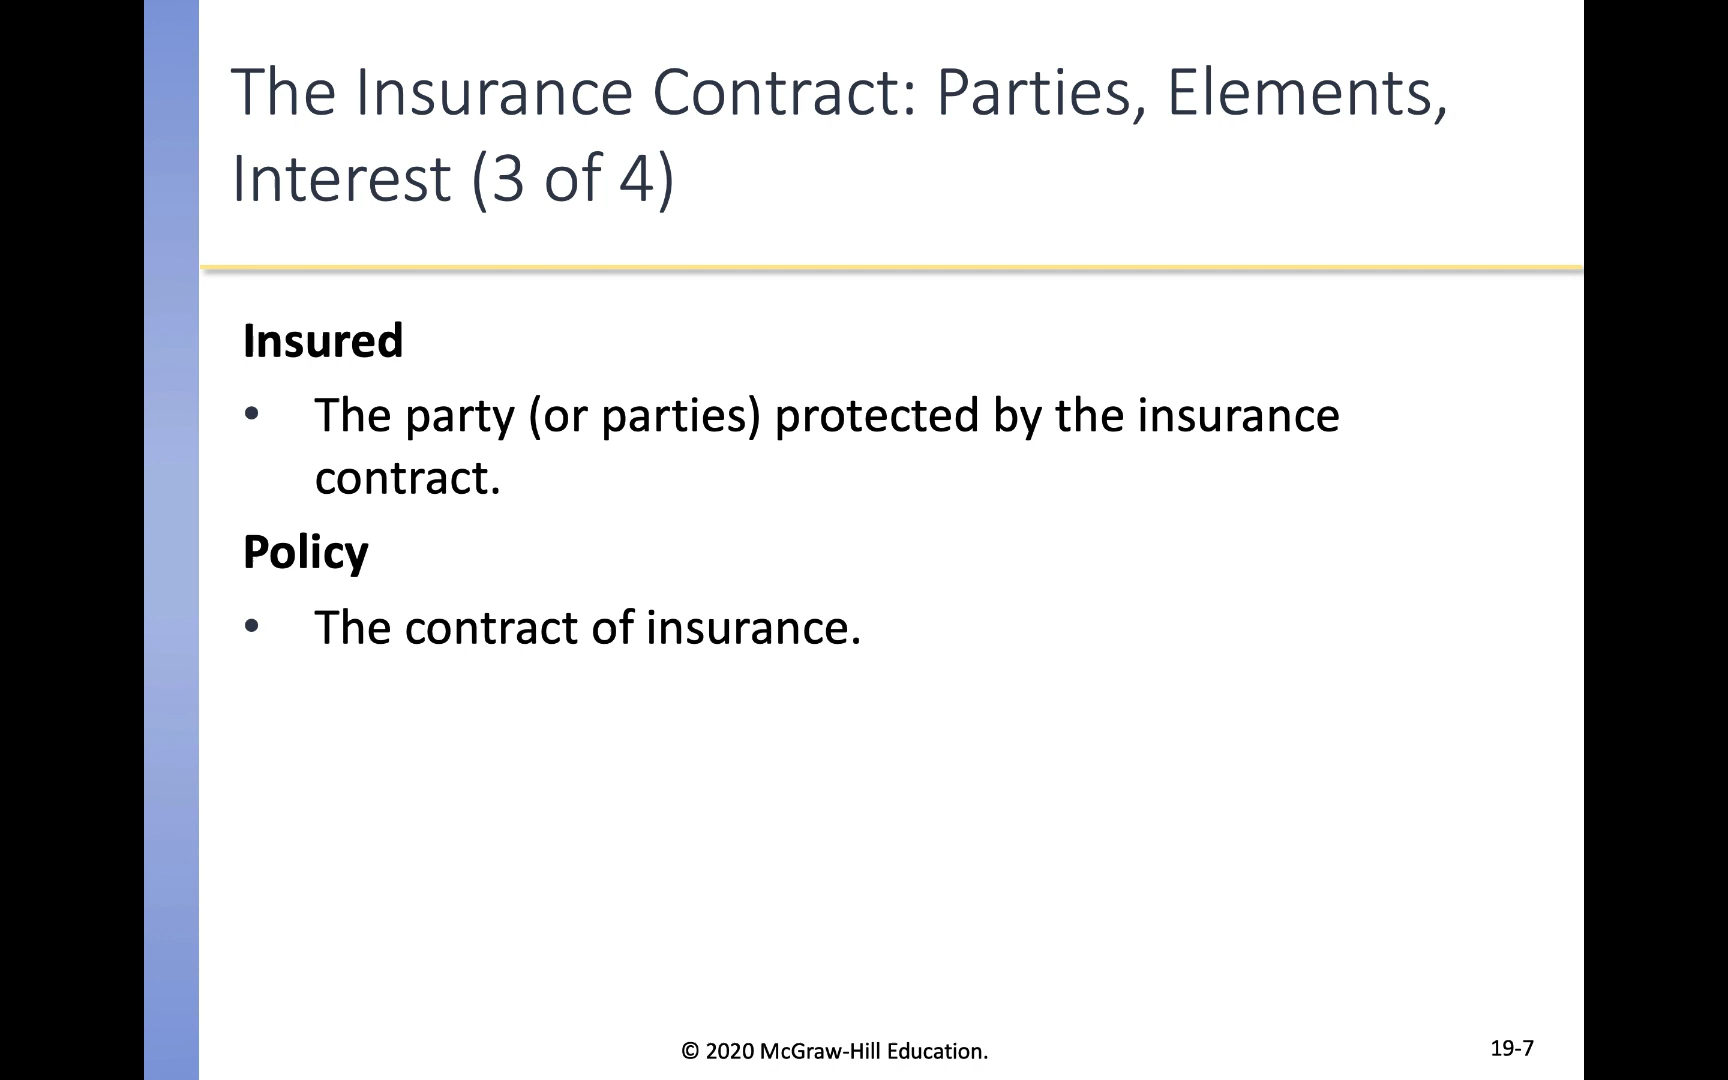 The Insurance Contract: Parties, Elements,
Interest (3 of 4)
Insured
• The party (or parties) protected by the insurance
contract.
Policy
• The contract of insurance.
© 2020 McGraw-Hill Education.
19-7